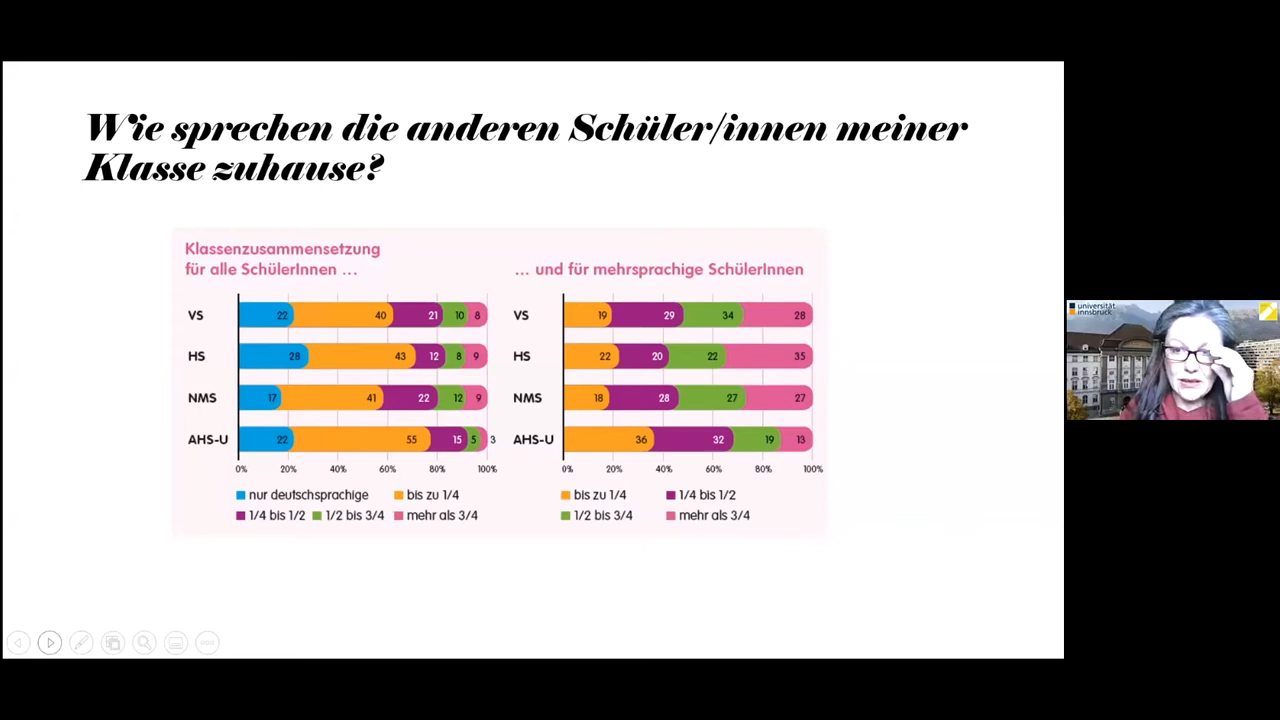 Wie sprechen die anderen Schüler/innen meiner
Klasse zuhause?
Klassenzusammensetzung
für alle SchülerInnen ...
VS 22 40 21 10 8
HS 28 43 12 8 9
NMS 17 41 22 12 9
AHS-U 22 55 15 5 3
0% 20% 40% 60% 80% 100%
nur deutschsprachige bis zu 1/4
1/4 bis 1/2 1/2 bis 3/4 mehr als 3/4
... und für mehrsprachige SchülerInnen
VS 19 29 34 28
HS 22 20 22 35
NMS 18 28 27 27
AHS-U 36 32 19 13
0% 20% 40% 60% 80% 100%
bis zu 1/4 1/4 bis 1/2
1/2 bis 3/4 mehr als 3/4
universität
innsbruck